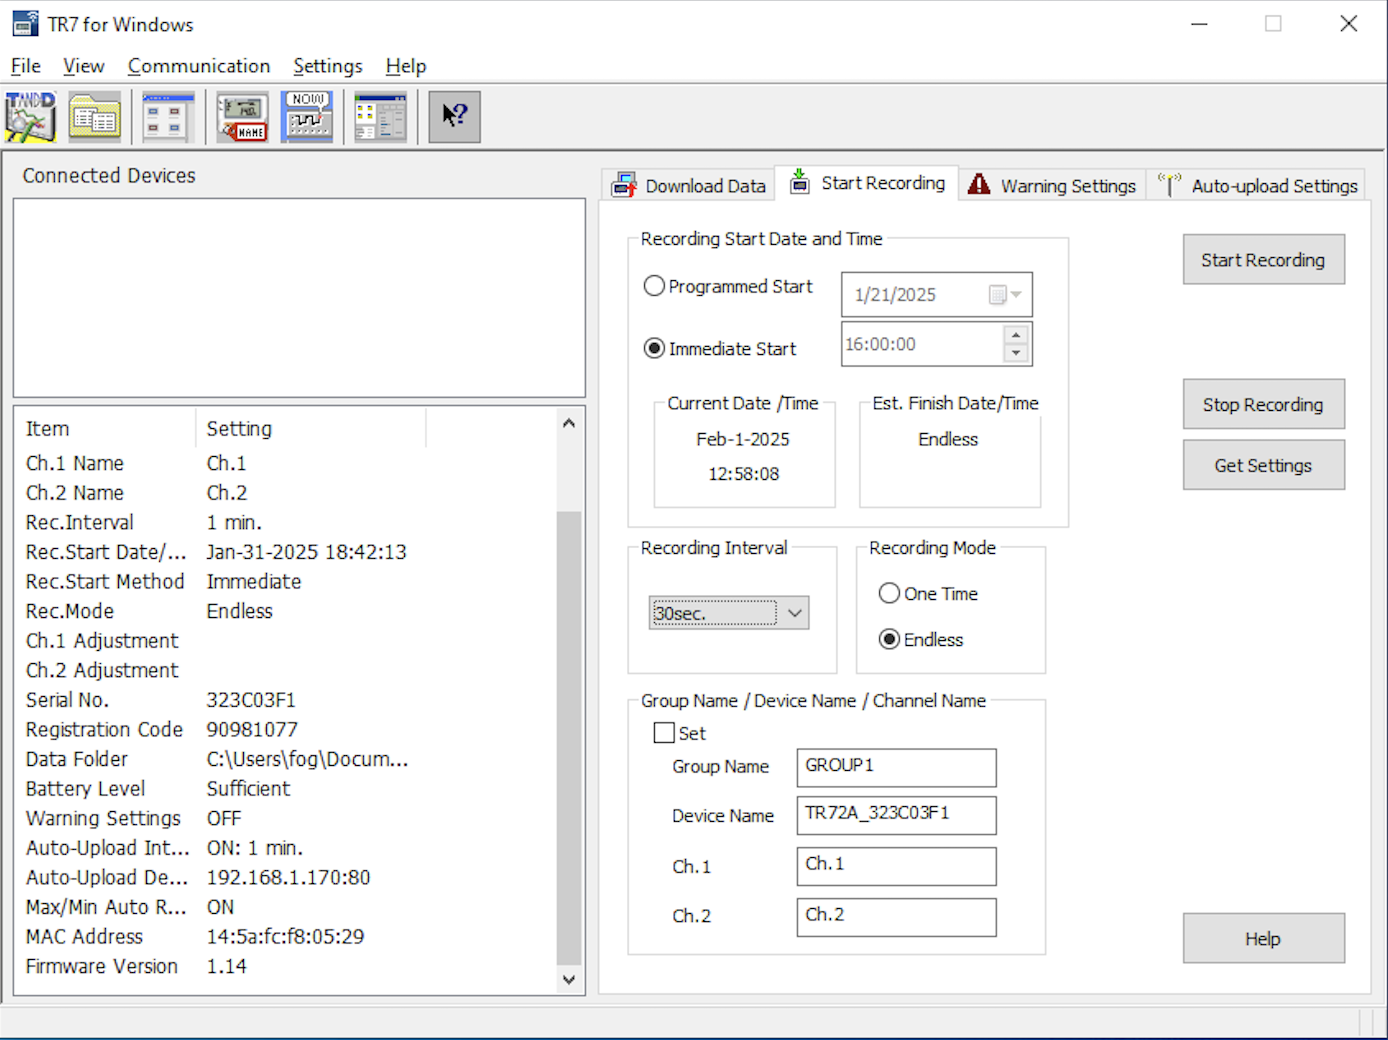 TR7 for Windows
File View Communication Settings Help
TANDD
NAME
NOW
?
Connected Devices
Item Setting
Ch.1 Name Ch.1
Ch.2 Name Ch.2
Rec.Interval 1 min.
Rec.Start Date/... Jan-31-2025 18:42:13
Rec.Start Method Immediate
Rec.Mode Endless
Ch.1 Adjustment
Ch.2 Adjustment
Serial No. 323C03F1
Registration Code 90981077
Data Folder C:\Users\fog\Docum...
Battery Level Sufficient
Warning Settings OFF
Auto-Upload Int... ON: 1 min.
Auto-Upload De... 192.168.1.170:80
Max/Min Auto R... ON
MAC Address 14:5a:fc:f8:05:29
Firmware Version 1.14
Download Data Start Recording Warning Settings Auto-upload Settings
Recording Start Date and Time
Programmed Start 1/21/2025
Immediate Start 16:00:00
Current Date /Time
Feb-1-2025
12:58:08
Est. Finish Date/Time
Endless
Recording Interval
30sec.
Recording Mode
One Time
Endless
Group Name / Device Name / Channel Name
Set
Group Name GROUP1
Device Name TR72A_323C03F1
Ch.1 Ch.1
Ch.2 Ch.2
Start Recording
Stop Recording
Get Settings
Help